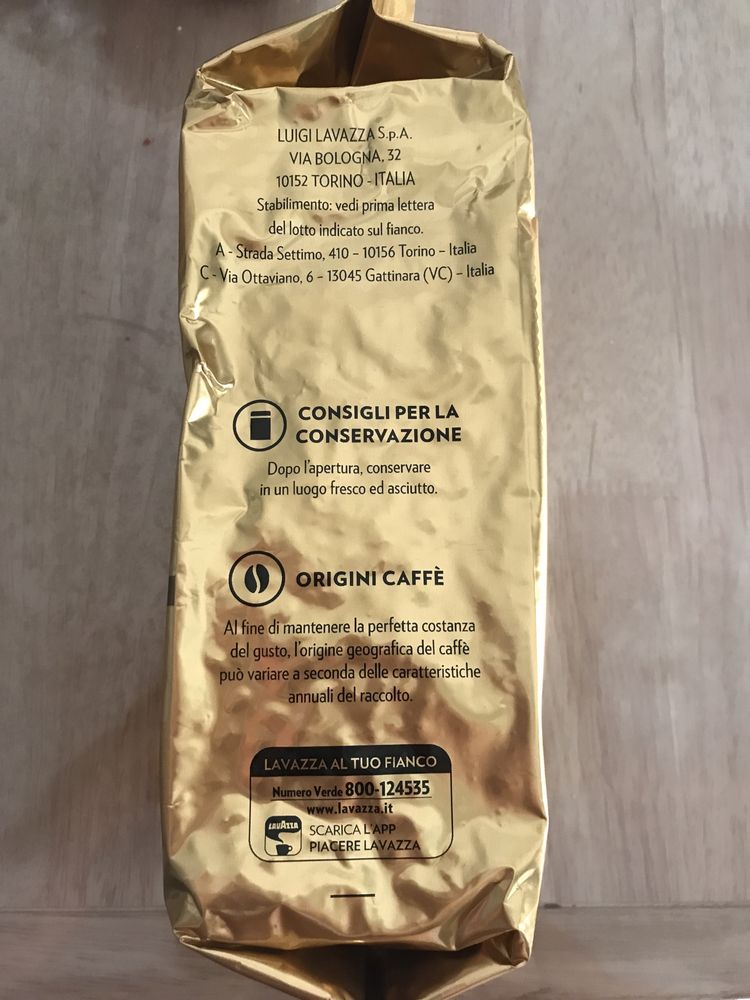 LUIGI LAVAZZA S.p.A.
VIA BOLOGNA, 32
10152 TORINO - ITALIA
Stabilimento: vedi prima lettera
del lotto indicato sul fianco.
A - Strada Settimo, 410 – 10156 Torino – Italia
C - Via Ottaviano, 6 – 13045 Gattinara (VC) – Italia
CONSIGLI PER LA
CONSERVAZIONE
Dopo l'apertura, conservare
in un luogo fresco ed asciutto.
ORIGINI CAFFÈ
Al fine di mantenere la perfetta costanza
del gusto, l'origine geografica del caffè
può variare a seconda delle caratteristiche
annuali del raccolto.
LAVAZZA AL TUO FIANCO
Numero Verde 800-124535
www.lavazza.it
LAVAZZA
SCARICA L'APP
PIACERE LAVAZZA